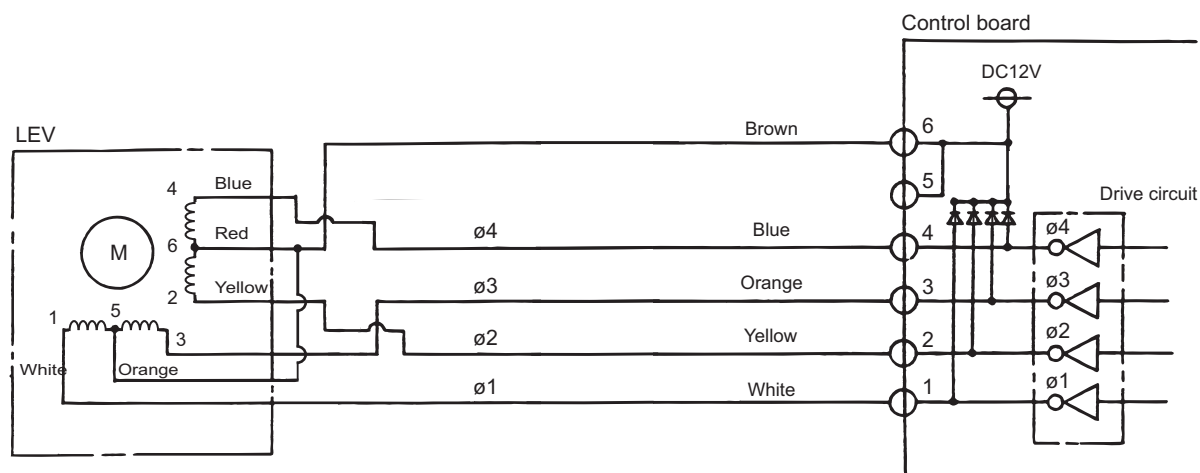 Control board
DC12V
LEV
Brown
6
5
Drive circuit
4
Blue
6
Red
2
Yellow
M
1
5
3
White
Orange
ø4
Blue
4
ø4
ø3
Orange
3
ø3
ø2
Yellow
2
ø2
ø1
White
1
ø1